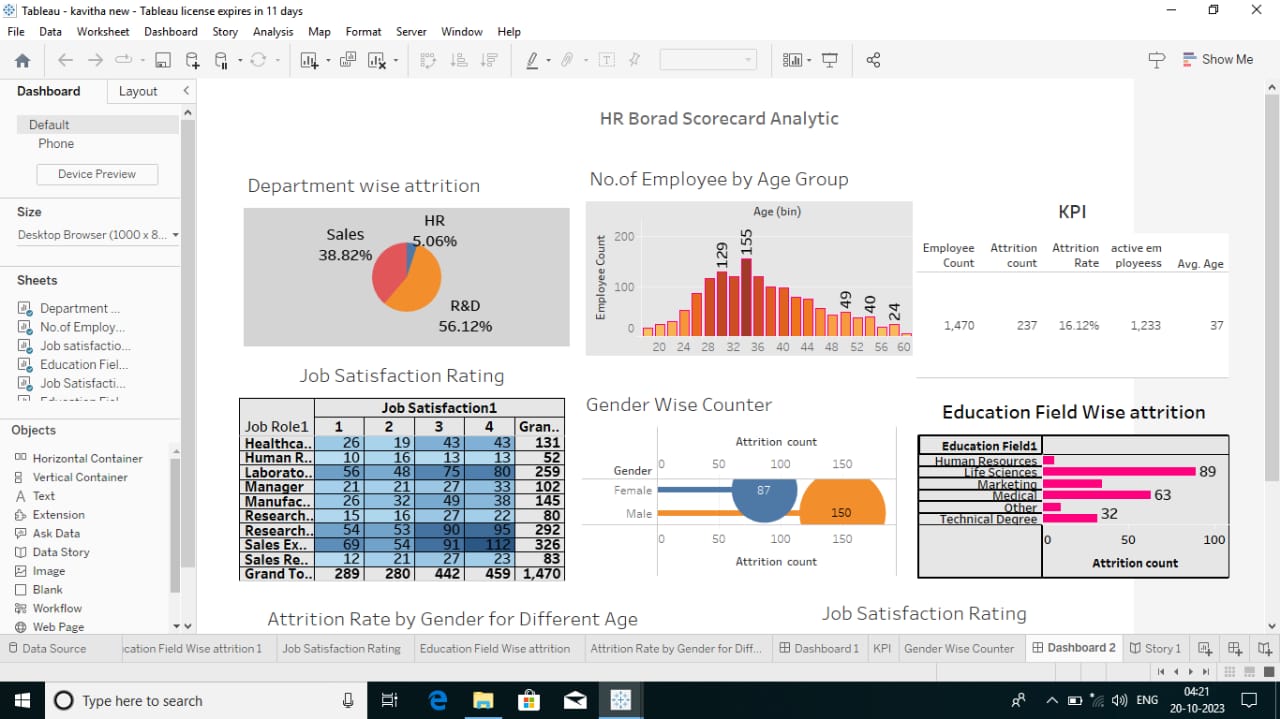 Tableau - kavitha new - Tableau license expires in 11 days
File Data Worksheet Dashboard Story Analysis Map Format Server Window Help
Show Me
Dashboard Layout
Default
Phone
Device Preview
Size
Desktop Browser (1000 x 8...
Sheets
Department ...
No.of Employ...
Job satisfactio...
Education Fiel...
Job Satisfacti...
Objects
Horizontal Container
Vertical Container
A Text
Extension
Ask Data
Data Story
Image
Blank
Workflow
Web Page
HR Borad Scorecard Analytic
Department wise attrition
HR
5.06%
Sales
38.82%
R&D
56.12%
No.of Employee by Age Group
Age (bin)
Employee Count
200
100
0
129 155 49 40 24
20 24 28 32 36 40 44 48 52 56 60
KPI
Employee Count Attrition count Attrition Rate active em ployeess Avg. Age
1,470 237 16.12% 1,233 37
Job Satisfaction Rating
Job Satisfaction1
Job Role1 1 2 3 4 Gran..
Healthca.. 26 19 43 43 131
Human R.. 10 16 13 13 52
Laborato.. 56 48 75 80 259
Manager 21 21 27 33 102
Manufac.. 26 32 49 38 145
Research.. 15 16 27 22 80
Research.. 54 53 90 95 292
Sales Ex.. 69 54 91 112 326
Sales Re.. 12 21 27 23 83
Grand To.. 289 280 442 459 1,470
Gender Wise Counter
Attrition count
0 50 100 150
Gender
Female 87
Male 150
0 50 100 150
Attrition count
Education Field Wise attrition
Education Field1
Human Resources
Life Sciences 89
Marketing
Medical 63
Other
Technical Degree 32
0 50 100
Attrition count
Attrition Rate by Gender for Different Age
Job Satisfaction Rating
Data Source cation Field Wise attrition 1 Job Satisfaction Rating Education Field Wise attrition Attrition Rate by Gender for Diff... Dashboard 1 KPI Gender Wise Counter Dashboard 2 Story 1
Type here to search
ENG
04:21
20-10-2023